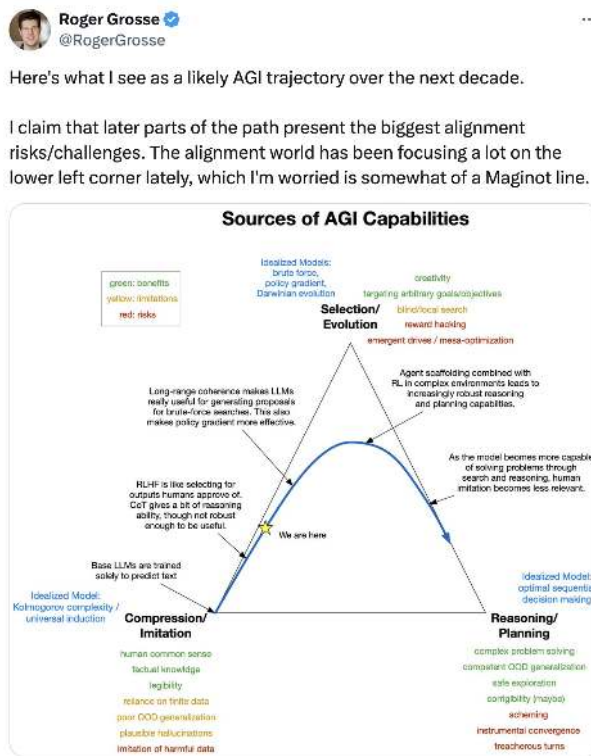 Roger Grosse
@RogerGrosse
Here's what I see as a likely AGI trajectory over the next decade.
I claim that later parts of the path present the biggest alignment
risks/challenges. The alignment world has been focusing a lot on the
lower left corner lately, which I'm worried is somewhat of a Maginot line.
Sources of AGI Capabilities
green: benefits
yellow: limitations
red: risks
Idealized Models:
brute force,
policy gradient,
Darwinian evolution
Selection/
Evolution
creativity
targeting arbitrary goals/objectives
blind/local search
reward hacking
emergent drives / mesa-optimization
Long-range coherence makes LLMs
really useful for generating proposals
for brute-force searches. This also
makes policy gradient more effective.
Agent scaffolding combined with
RL in complex environments leads to
increasingly robust reasoning
and planning capabilities.
As the model becomes more capable
of solving problems through
search and reasoning, human
imitation becomes less relevant.
RLHF is like selecting for
outputs humans approve of.
CoT gives a bit of reasoning
ability, though not robust
enough to be useful.
We are here
Base LLMs are trained
solely to predict text
Idealized Model:
Kolmogorov complexity /
universal induction
Compression/
Imitation
human common sense
factual knowledge
legibility
reliance on finite data
poor OOD generalization
plausible hallucinations
imitation of harmful data
Idealized Model:
optimal sequential
decision making
Reasoning/
Planning
complex problem solving
competent OOD generalization
safe exploration
corrigibility (maybe)
scheming
instrumental convergence
treacherous turns